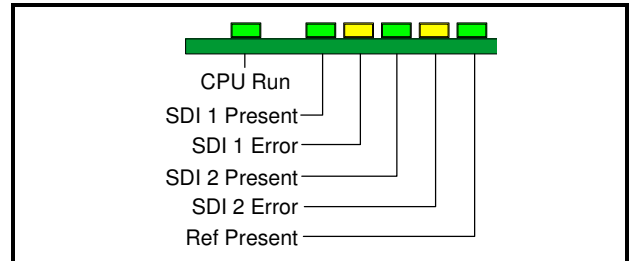 CPU Run
SDI 1 Present
SDI 1 Error
SDI 2 Present
SDI 2 Error
Ref Present